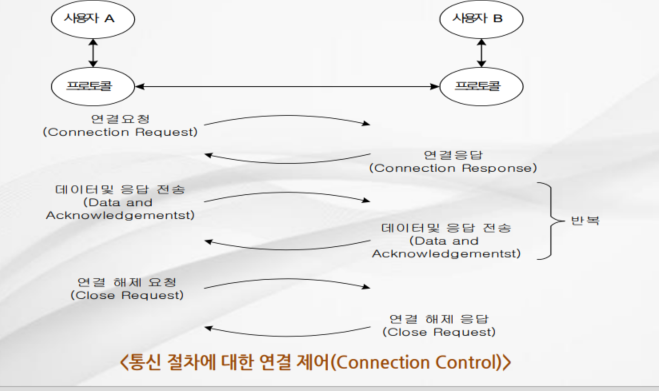 사용자 A
사용자 B
프로토콜
프로토콜
연결요청
(Connection Request)
연결응답
(Connection Response)
데이터및 응답 전송
(Data and
Acknowledgementst)
반복
데이터및 응답 전송
(Data and
Acknowledgementst)
연결 해제 요청
(Close Request)
연결 해제 응답
(Close Request)
<통신 절차에 대한 연결 제어(Connection Control)>